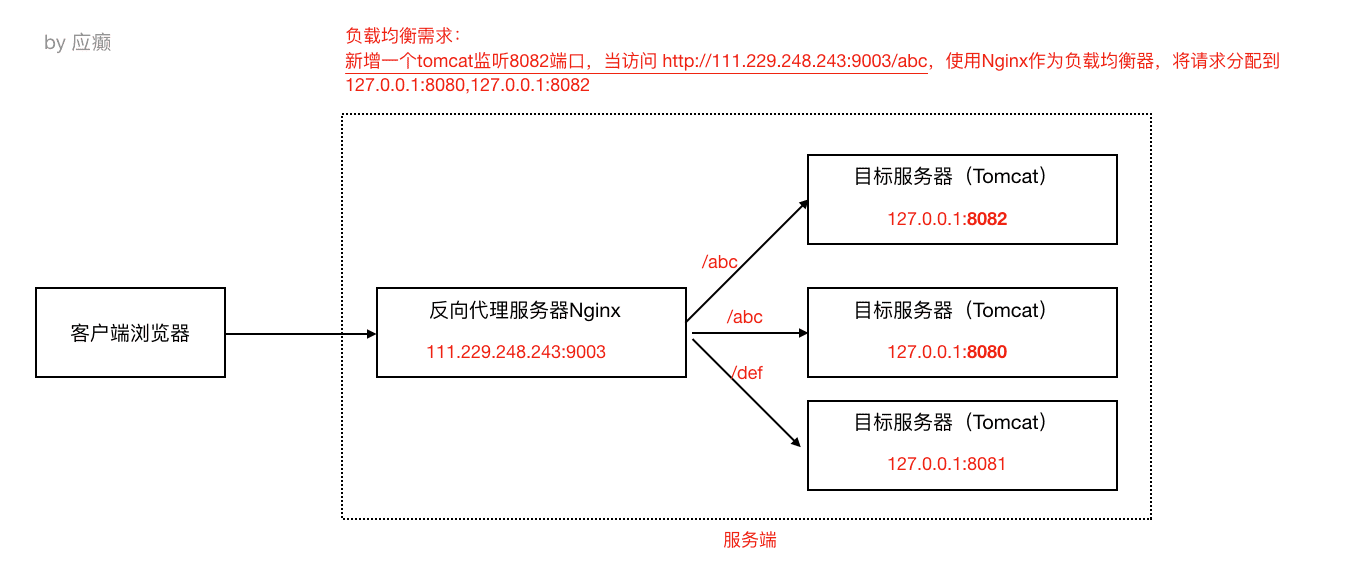 by 应癫
负载均衡需求：
新增一个tomcat监听8082端口，当访问 http://111.229.248.243:9003/abc，使用Nginx作为负载均衡器，将请求分配到
127.0.0.1:8080,127.0.0.1:8082
目标服务器（Tomcat）
127.0.0.1:8082
/abc
客户端浏览器
反向代理服务器Nginx
111.229.248.243:9003
/abc
目标服务器（Tomcat）
127.0.0.1:8080
/def
目标服务器（Tomcat）
127.0.0.1:8081
服务端